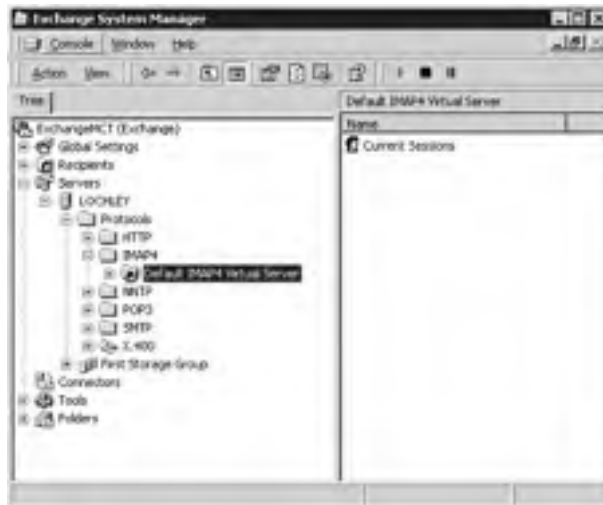 Exchange System Manager
Console Window Help
Action View
Tree
Default IMAP4 Virtual Server
ExchangeMCT (Exchange)
Global Settings
Recipients
Servers
LOCHLEY
Protocols
HTTP
IMAP4
Default IMAP4 Virtual Server
NNTP
POP3
SMTP
X.400
First Storage Group
Connectors
Tools
Folders
Name
Current Sessions